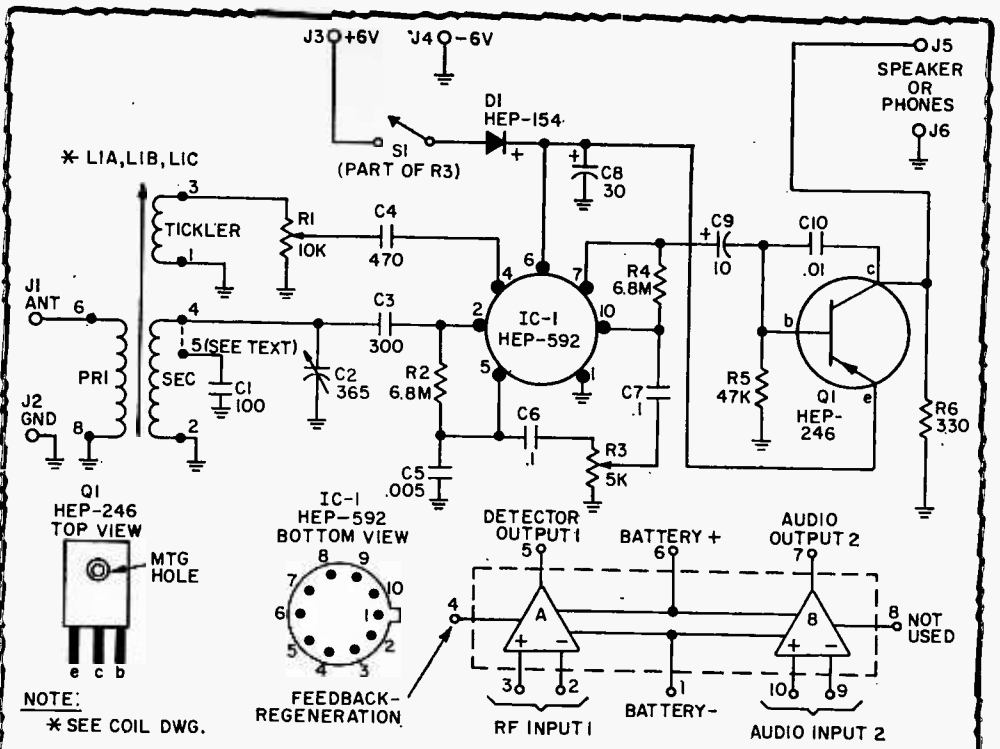 J3 +6V
J4 -6V
J5
SPEAKER
OR
PHONES
J6
D1
HEP-154
+
S1
(PART OF R3)
+
C8
30
* L1A,L1B,L1C
3
TICKLER
1
R1
10K
C4
470
4
6
7
R4
6.8M
+
C9
10
C10
.01
c
J1
ANT
6
PRI
4
5(SEE TEXT)
SEC
C1
100
C2
365
C3
300
2
IC-1
HEP-592
10
5
1
b
R5
47K
Q1
HEP-
246
e
R2
6.8M
C7
.1
R6
330
J2
GND
8
2
C6
.1
C5
.005
R3
5K
Q1
HEP-246
TOP VIEW
MTG
HOLE
e c b
IC-1
HEP-592
BOTTOM VIEW
8 9
7
10
6
1
5
2
4 3
DETECTOR
OUTPUT 1
5
BATTERY +
6
AUDIO
OUTPUT 2
7
4
A
B
8
NOT
USED
+ -
+ -
3 2
1
10 9
FEEDBACK-
REGENERATION
RF INPUT 1
BATTERY-
AUDIO INPUT 2
NOTE:
* SEE COIL DWG.